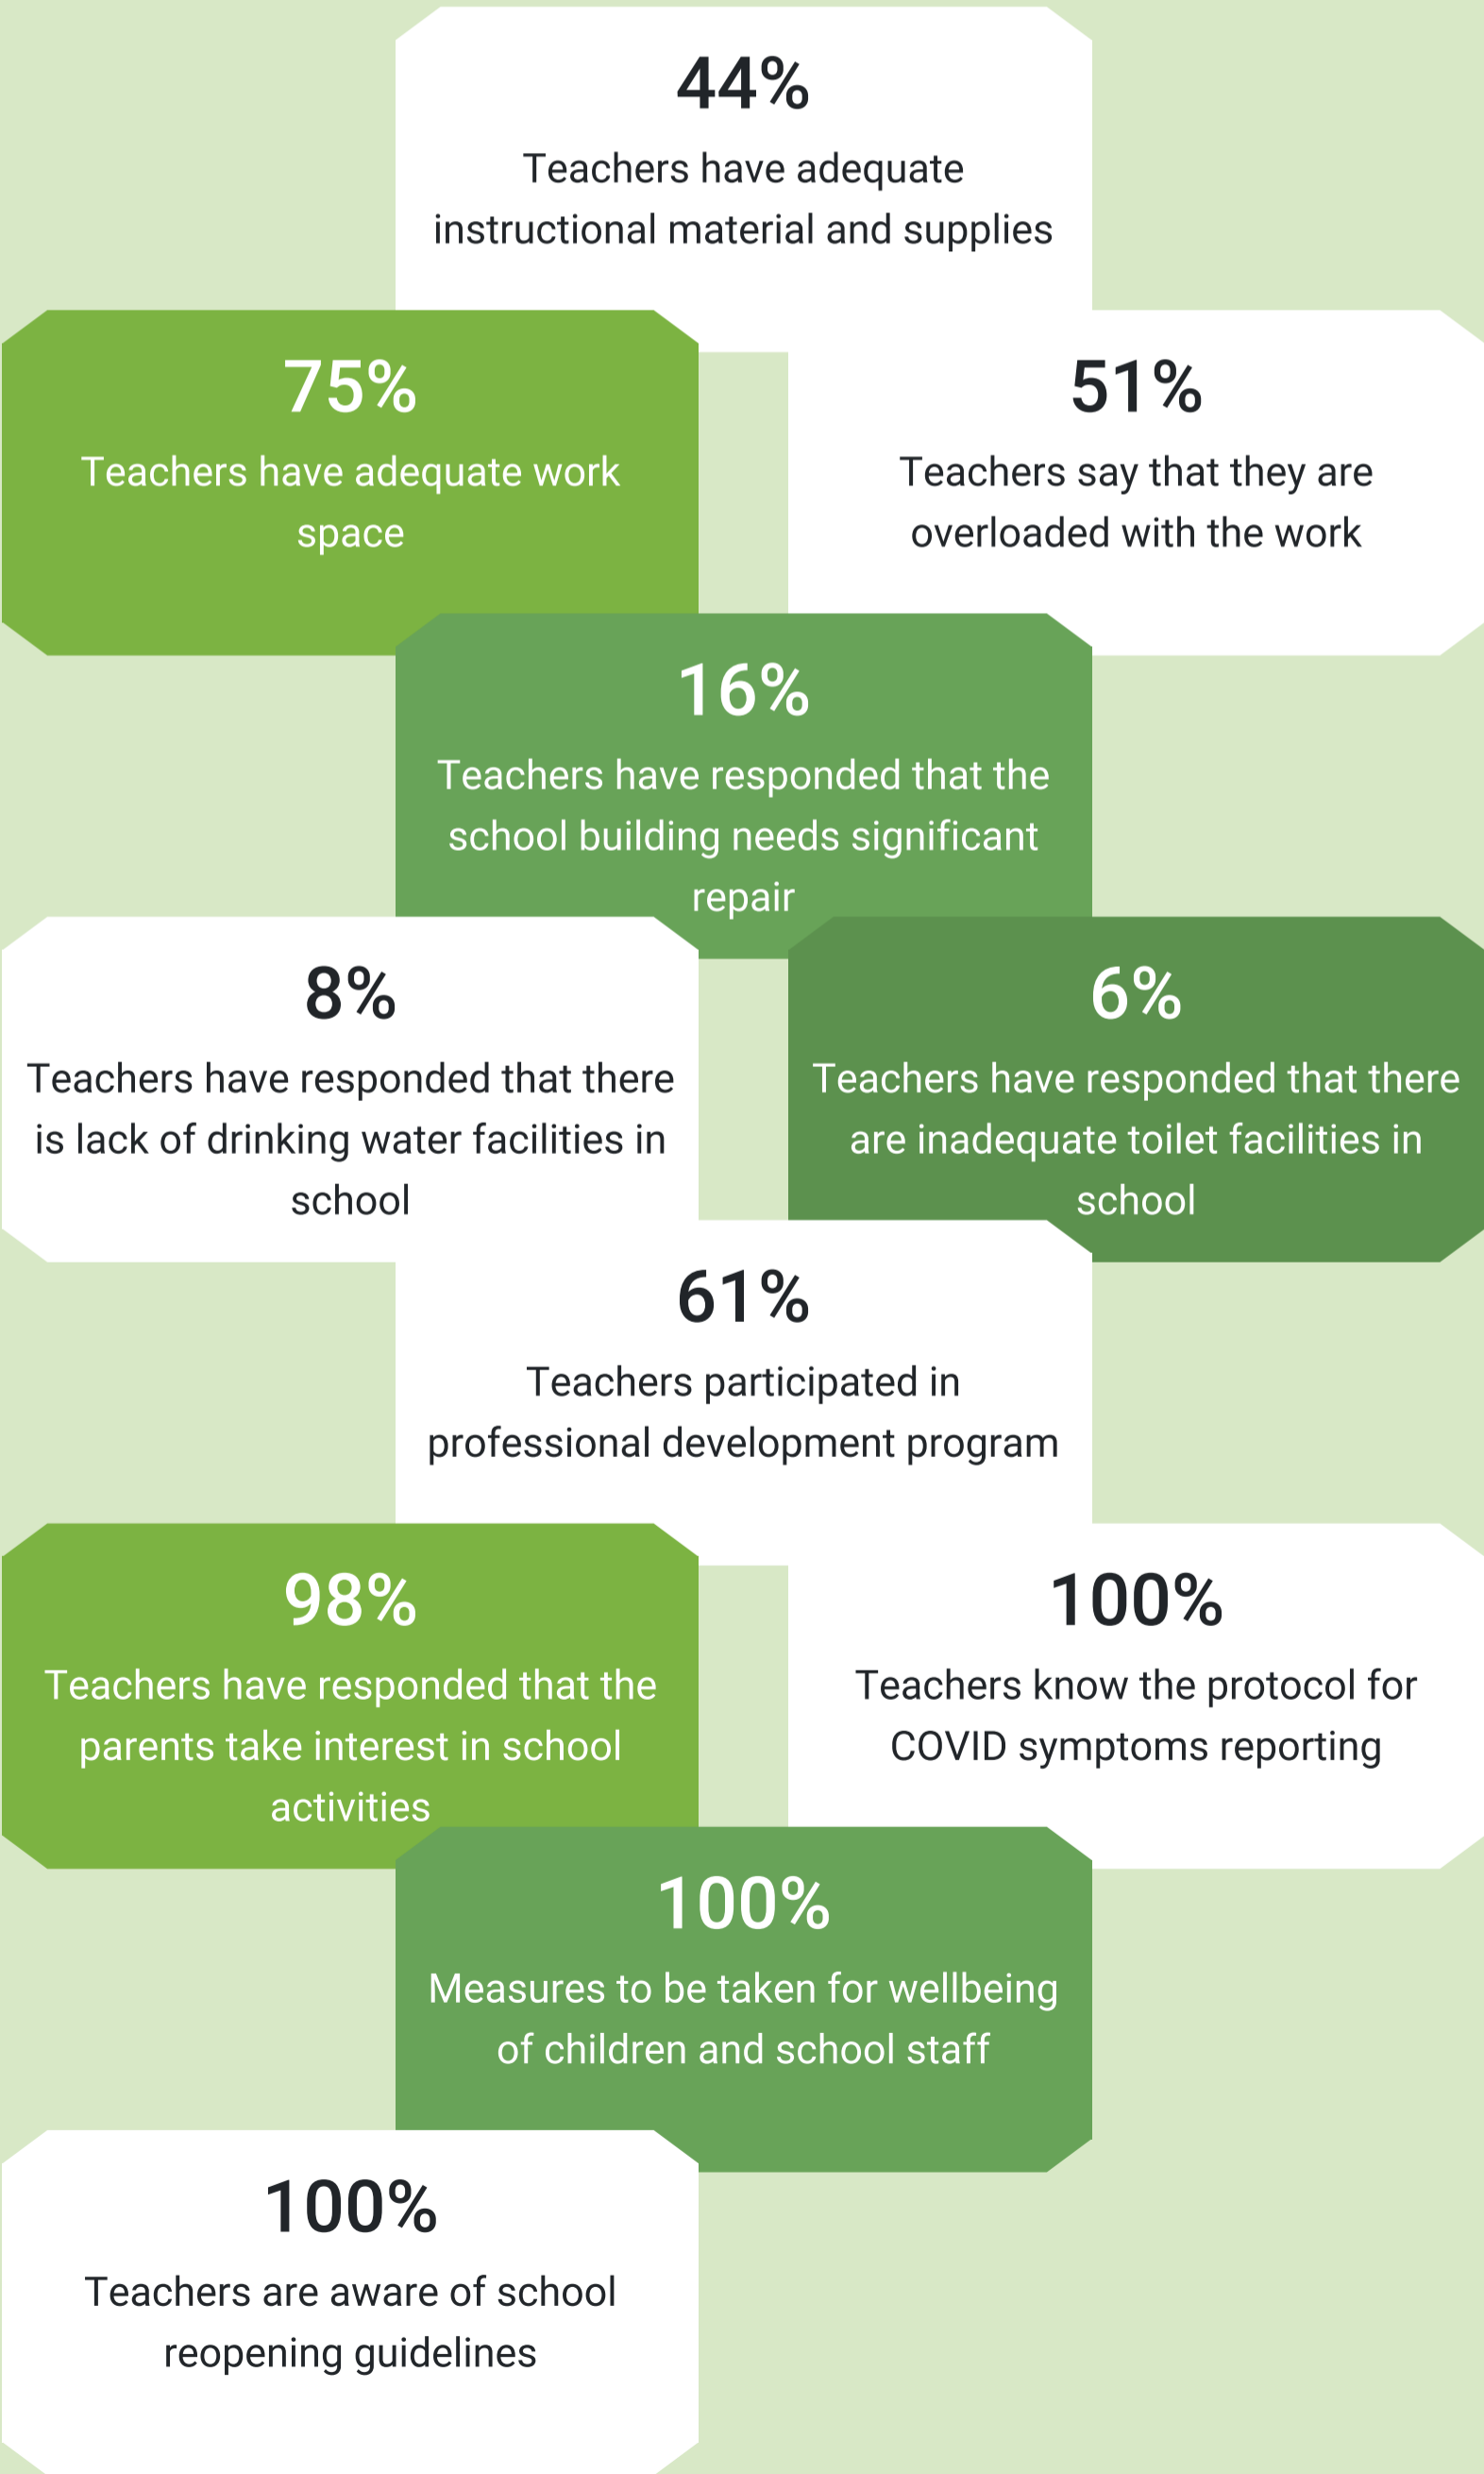 44%
Teachers have adequate
instructional material and supplies
75%
Teachers have adequate work
space
51%
Teachers say that they are
overloaded with the work
16%
Teachers have responded that the
school building needs significant
repair
8%
Teachers have responded that there
is lack of drinking water facilities in
school
6%
Teachers have responded that there
are inadequate toilet facilities in
school
61%
Teachers participated in
professional development program
98%
Teachers have responded that the
parents take interest in school
activities
100%
Teachers know the protocol for
COVID symptoms reporting
100%
Measures to be taken for wellbeing
of children and school staff
100%
Teachers are aware of school
reopening guidelines